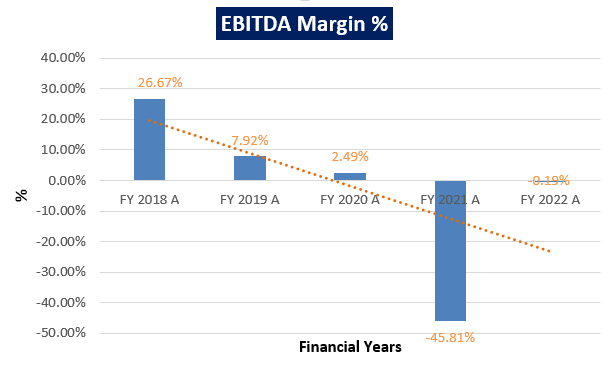 EBITDA Margin %
40.00%
30.00%
20.00%
10.00%
0.00%
-10.00%
-20.00%
-30.00%
-40.00%
-50.00%
%
26.67%
7.92%
2.49%
-45.81%
-0.19%
FY 2018 A
FY 2019 A
FY 2020 A
FY 2021 A
FY 2022 A
Financial Years